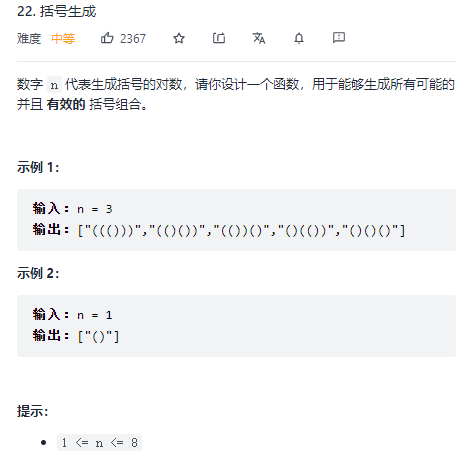 22. 括号生成
难度 中等 2367
数字 n 代表生成括号的对数，请你设计一个函数，用于能够生成所有可能的
并且 有效的 括号组合。
示例 1：
输入：n = 3
输出：["((()))","(()())","(())()","()(())","()()()"]
示例 2：
输入：n = 1
输出：["()"]
提示：
1 <= n <= 8